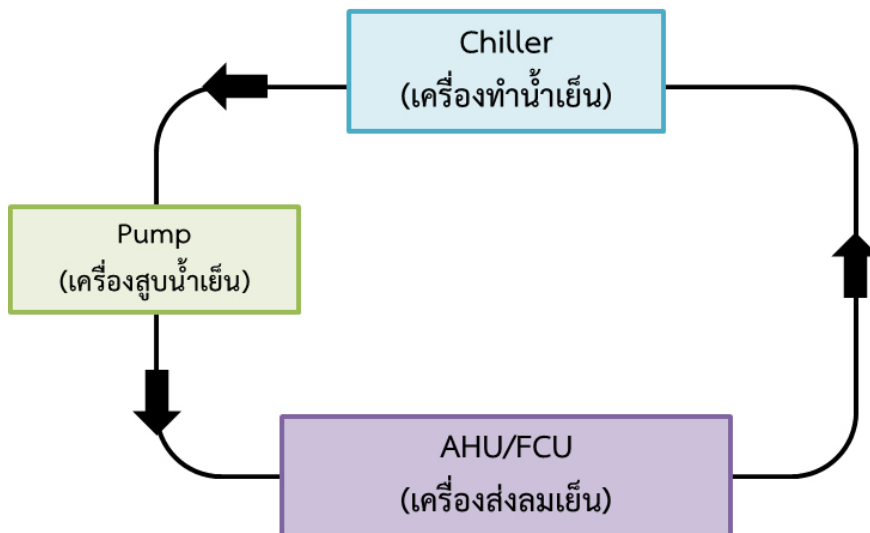 Chiller
(เครื่องทำน้ำเย็น)
Pump
(เครื่องสูบน้ำเย็น)
AHU/FCU
(เครื่องส่งลมเย็น)